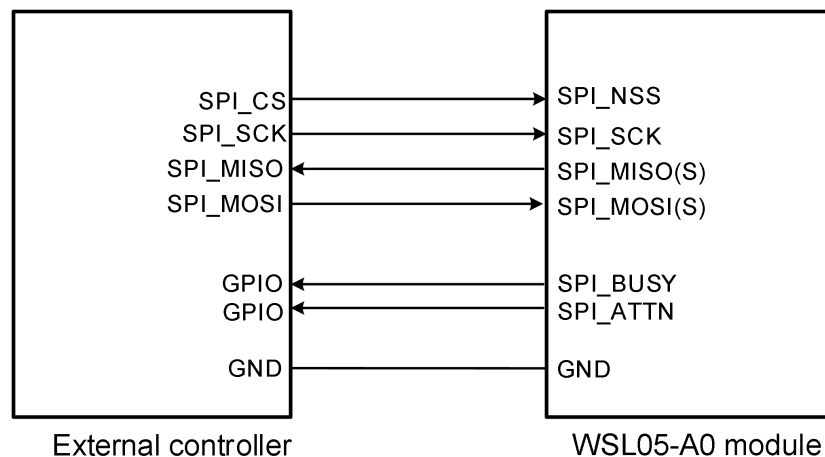 SPI_CS SPI_NSS
SPI_SCK SPI_SCK
SPI_MISO SPI_MISO(S)
SPI_MOSI SPI_MOSI(S)
GPIO SPI_BUSY
GPIO SPI_ATTN
GND GND
External controller WSL05-A0 module